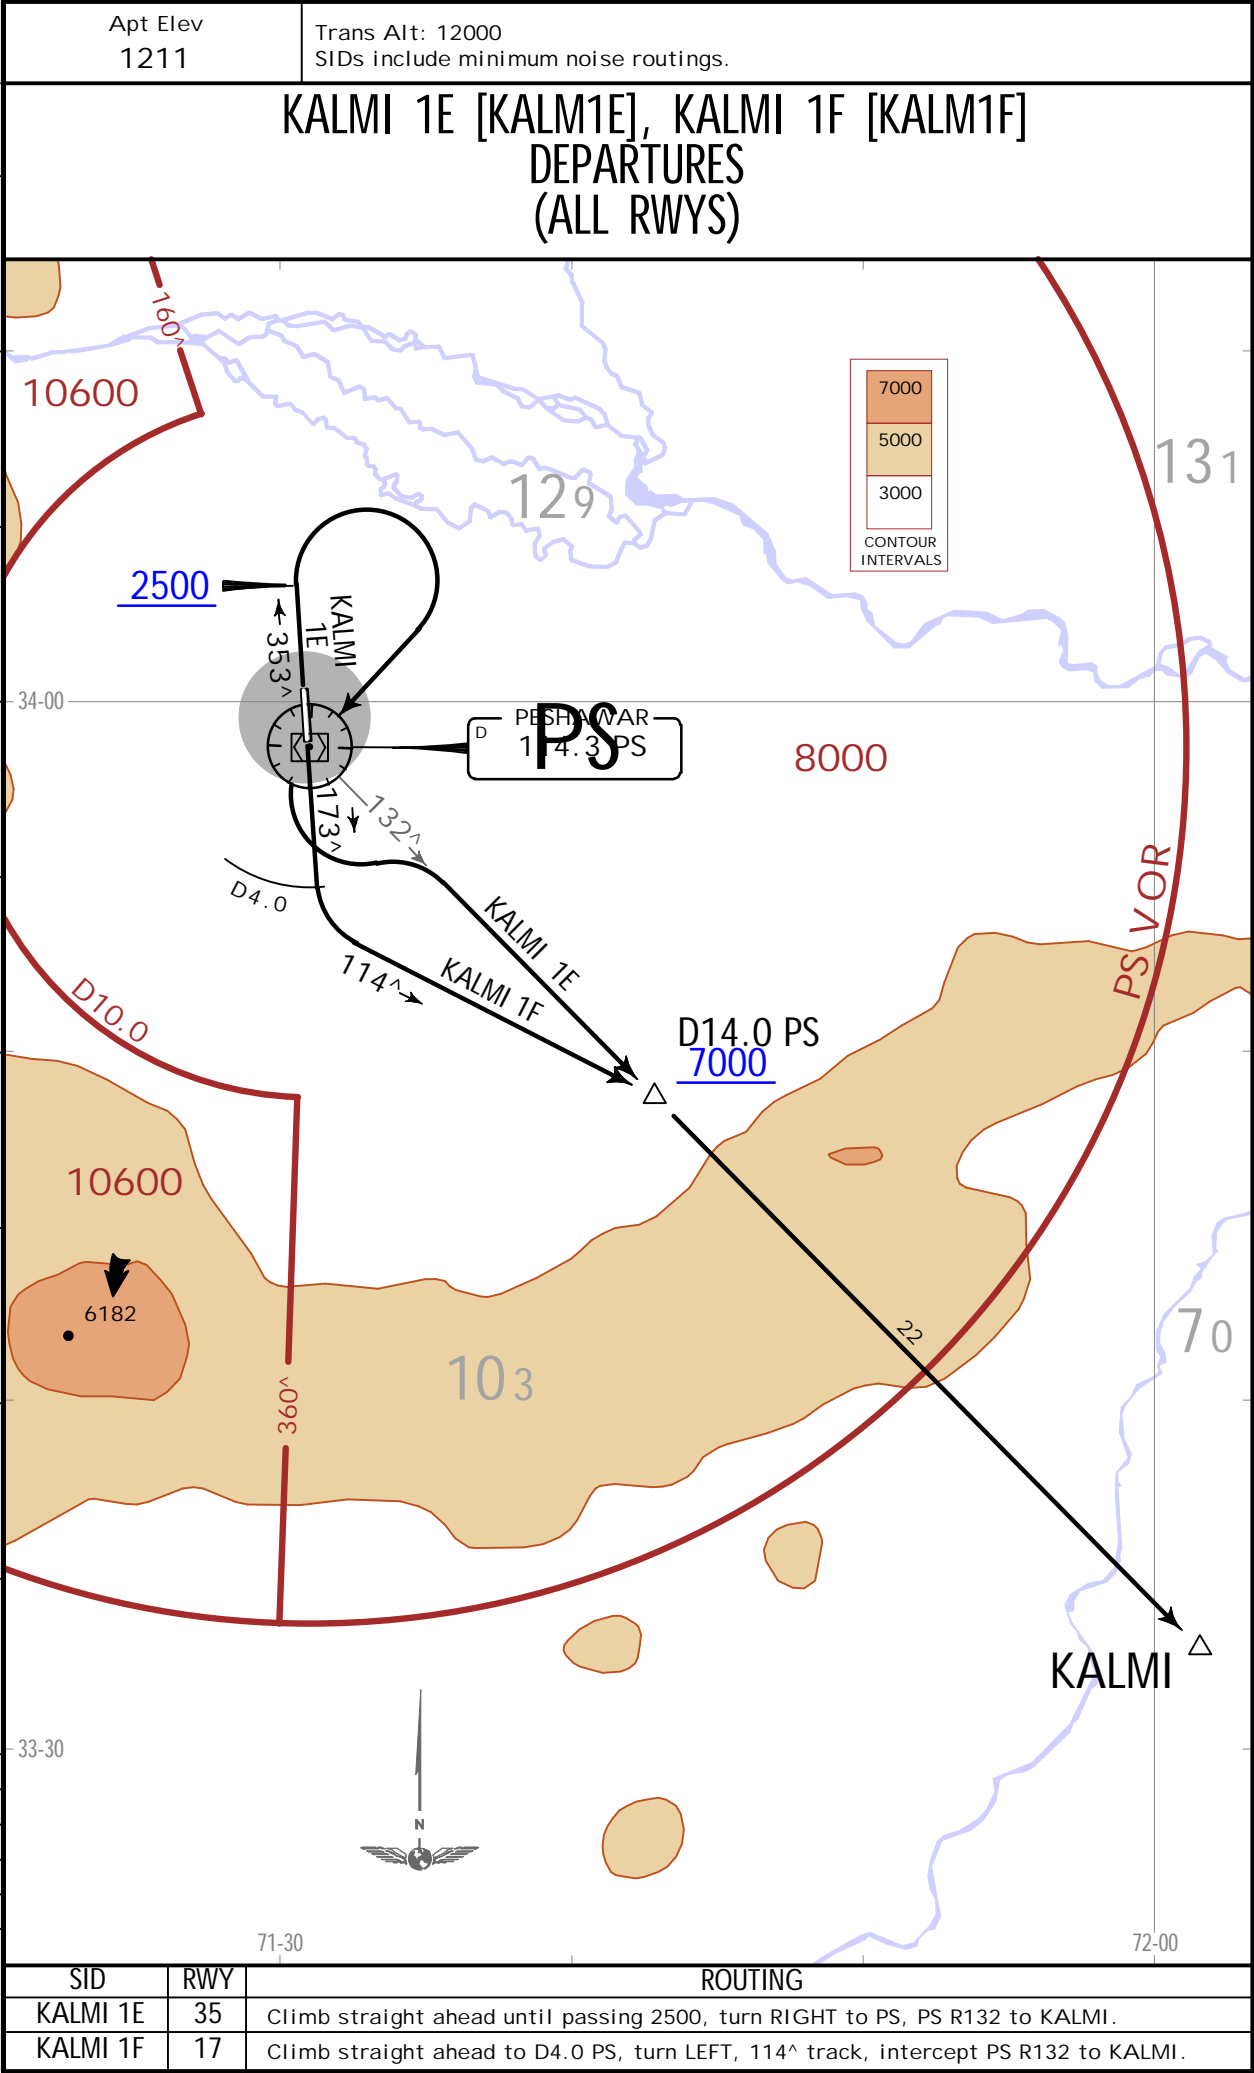 Apt Elev
1211
Trans Alt: 12000
SIDs include minimum noise routings.
KALMI 1E [KALM1E], KALMI 1F [KALM1F]
DEPARTURES
(ALL RWYS)
160^
10600
7000
5000
3000
CONTOUR
INTERVALS
131
129
2500
KALMI
1E
353^
34-00
PESHAWAR
D
114.3 PS
PS
8000
173^
132^
D4.0
PS VOR
KALMI 1E
114^
KALMI 1F
D10.0
D14.0 PS
7000
10600
6182
22
70
103
360^
KALMI
33-30
N
71-30
72-00
SID RWY ROUTING
KALMI 1E 35 Climb straight ahead until passing 2500, turn RIGHT to PS, PS R132 to KALMI.
KALMI 1F 17 Climb straight ahead to D4.0 PS, turn LEFT, 114^ track, intercept PS R132 to KALMI.